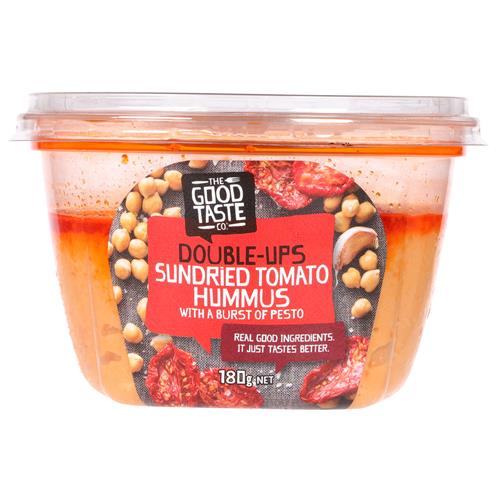 THE
GOOD
TASTE
CO.
DOUBLE-UPS
SUNDRIED TOMATO
HUMMUS
WITH A BURST OF PESTO
REAL GOOD INGREDIENTS.
IT JUST TASTES BETTER.
180g NET